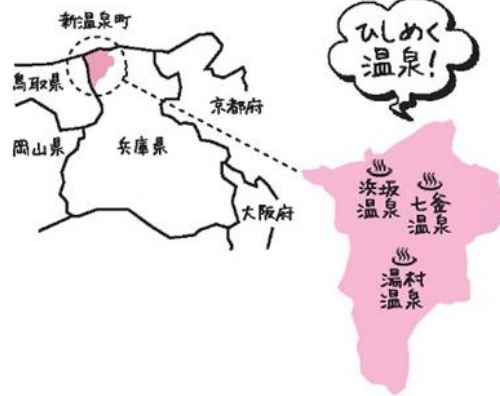 新温泉町
鳥取県
岡山県
兵庫県
京都府
大阪府
ひしめく
温泉!
浜坂
温泉
七釜
温泉
湯村
温泉